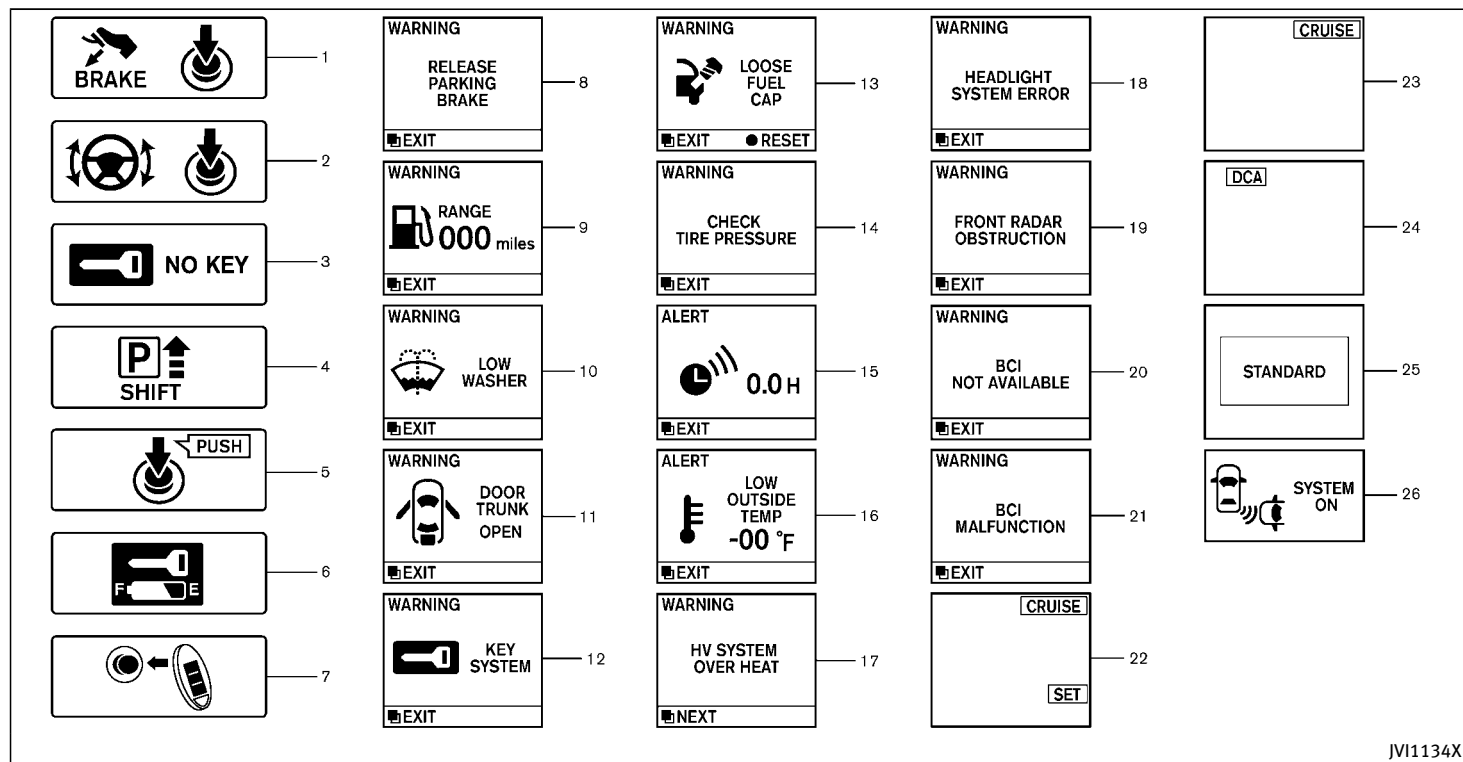 BRAKE
1
2
NO KEY
3
P
SHIFT
4
PUSH
5
F E
6
7
WARNING
RELEASE
PARKING
BRAKE
EXIT
8
WARNING
RANGE
000 miles
EXIT
9
WARNING
LOW
WASHER
EXIT
10
WARNING
DOOR
TRUNK
OPEN
EXIT
11
WARNING
KEY
SYSTEM
EXIT
12
WARNING
LOOSE
FUEL
CAP
EXIT RESET
13
WARNING
CHECK
TIRE PRESSURE
EXIT
14
ALERT
0.0 H
EXIT
15
ALERT
LOW
OUTSIDE
TEMP
-00 °F
EXIT
16
WARNING
HV SYSTEM
OVER HEAT
NEXT
17
WARNING
HEADLIGHT
SYSTEM ERROR
EXIT
18
WARNING
FRONT RADAR
OBSTRUCTION
EXIT
19
WARNING
BCI
NOT AVAILABLE
EXIT
20
WARNING
BCI
MALFUNCTION
EXIT
21
CRUISE
SET
22
CRUISE
23
DCA
24
STANDARD
25
SYSTEM
ON
26
JVI1134X